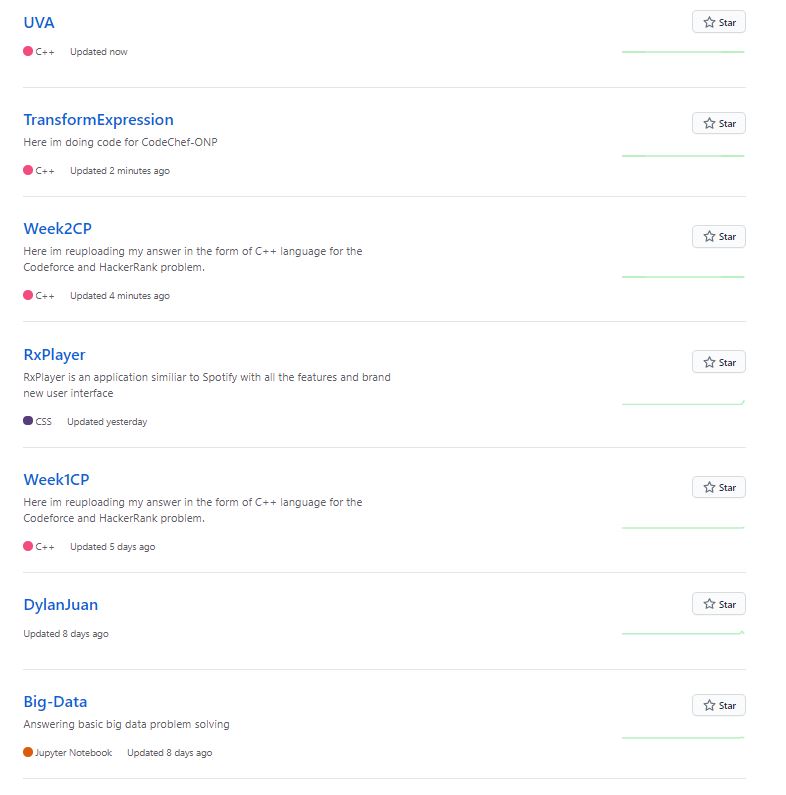 UVA
Star
C++ Updated now
TransformExpression
Star
Here im doing code for CodeChef-ONP
C++ Updated 2 minutes ago
Week2CP
Star
Here im reuploading my answer in the form of C++ language for the
Codeforce and HackerRank problem.
C++ Updated 4 minutes ago
RxPlayer
Star
RxPlayer is an application similiar to Spotify with all the features and brand
new user interface
CSS Updated yesterday
Week1CP
Star
Here im reuploading my answer in the form of C++ language for the
Codeforce and HackerRank problem.
C++ Updated 5 days ago
DylanJuan
Star
Updated 8 days ago
Big-Data
Star
Answering basic big data problem solving
Jupyter Notebook Updated 8 days ago